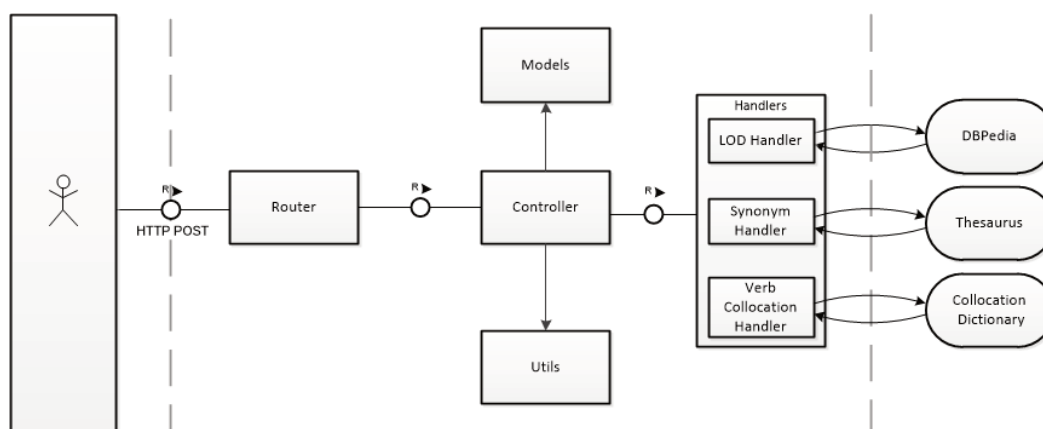 Models
Handlers
LOD Handler
DBPedia
R
HTTP POST
Router
R
Controller
R
Synonym
Handler
Thesaurus
Verb
Collocation
Handler
Collocation
Dictionary
Utils